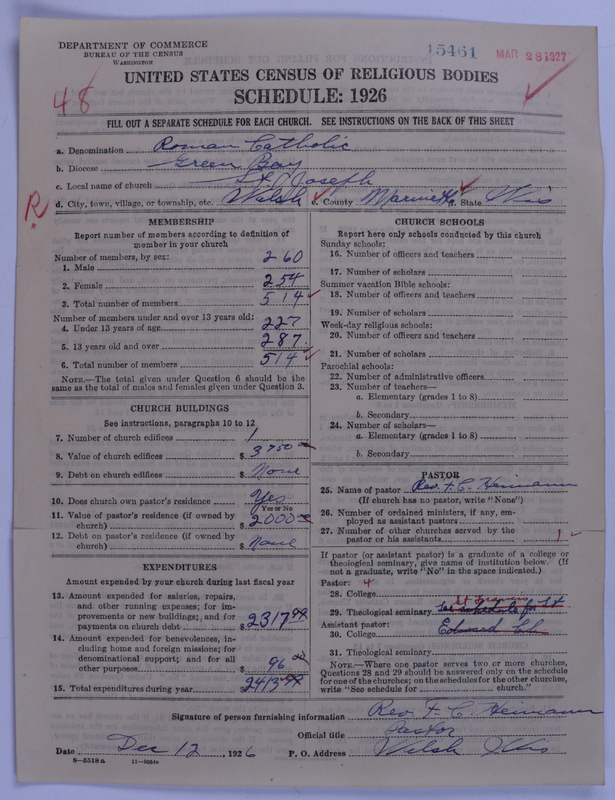 DEPARTMENT OF COMMERCE
BUREAU OF THE CENSUS
WASHINGTON
15461
MAR 28 1927
UNITED STATES CENSUS OF RELIGIOUS BODIES
SCHEDULE: 1926
48
FILL OUT A SEPARATE SCHEDULE FOR EACH CHURCH. SEE INSTRUCTIONS ON THE BACK OF THIS SHEET
a. Denomination Roman Catholic
b. Diocese Green Bay
c. Local name of church St Joseph
d. City, town, village, or township, etc. Walsh e. County Marinette f. State Wis
R
MEMBERSHIP
Report number of members according to definition of
member in your church
Number of members, by sex:
1. Male 260
2. Female 254
3. Total number of members 514
Number of members under and over 13 years old:
4. Under 13 years of age 227
5. 13 years old and over 287
6. Total number of members 514
NOTE.—The total given under Question 6 should be the
same as the total of males and females given under Question 3.
CHURCH BUILDINGS
See instructions, paragraphs 10 to 12
7. Number of church edifices 1
8. Value of church edifices $ 3750 00
9. Debt on church edifices $ None
10. Does church own pastor's residence Yes
Yes or No
11. Value of pastor's residence (if owned by
church) $ 2000 00
12. Debt on pastor's residence (if owned by
church) $ None
EXPENDITURES
Amount expended by your church during last fiscal year
13. Amount expended for salaries, repairs,
and other running expenses; for im-
provements or new buildings; and for
payments on church debt $ 2317
14. Amount expended for benevolences, in-
cluding home and foreign missions; for
denominational support; and for all
other purposes $ 96
15. Total expenditures during year $ 2413
CHURCH SCHOOLS
Report here only schools conducted by this church
Sunday schools:
16. Number of officers and teachers
17. Number of scholars
Summer vacation Bible schools:
18. Number of officers and teachers
19. Number of scholars
Week-day religious schools:
20. Number of officers and teachers
21. Number of scholars
Parochial schools:
22. Number of administrative officers
23. Number of teachers—
a. Elementary (grades 1 to 8)
b. Secondary
24. Number of scholars—
a. Elementary (grades 1 to 8)
b. Secondary
PASTOR
25. Name of pastor Rev. F. C. Heimann
(If church has no pastor, write "None")
26. Number of ordained ministers, if any, em-
ployed as assistant pastors
27. Number of other churches served by the
pastor or his assistants 1
If pastor (or assistant pastor) is a graduate of a college or
theological seminary, give name of institution below. (If
not a graduate, write "No" in the space indicated.)
Pastor: 4
28. College
29. Theological seminary See schedule for St
Assistant pastor:
30. College
31. Theological seminary
NOTE.—Where one pastor serves two or more churches,
Questions 28 and 29 should be answered only on the schedule
for one of the churches; on the schedules for the other churches,
write "See schedule for church."
Signature of person furnishing information Rev. F. C. Heimann
Official title Pastor
Date Dec 12, 1926 P. O. Address Walsh Wis
8—5518a 11—9034a